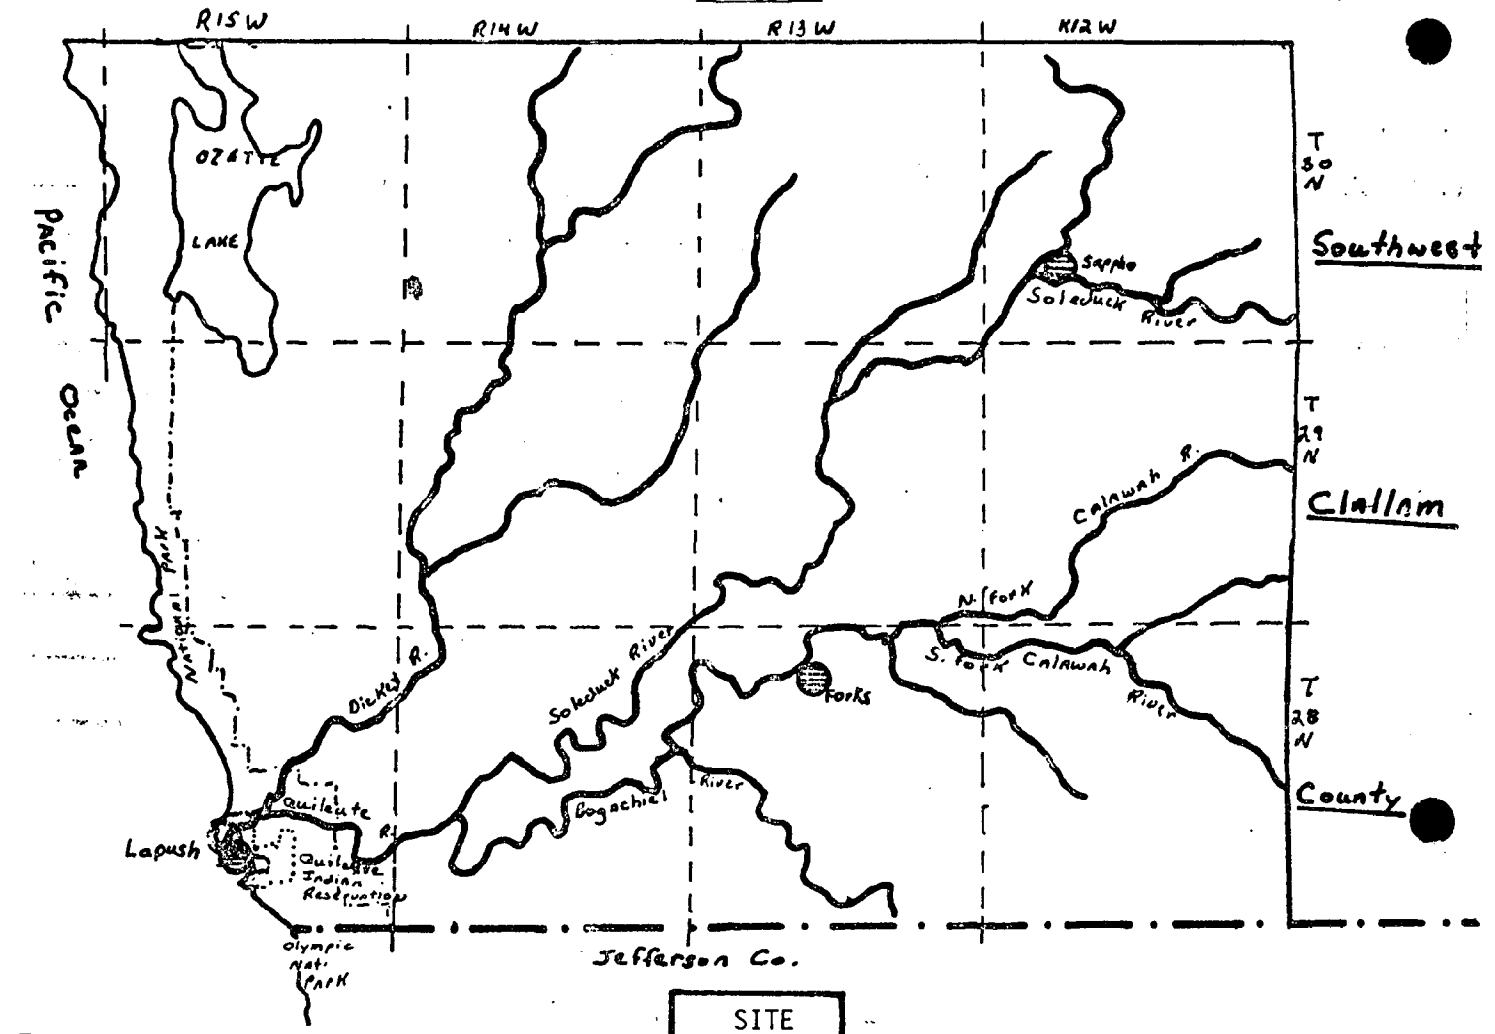 R15W
R14W
R13W
R12W
T
30
N
OZATTE
LAKE
Pacific
Ocean
Southwest
Sappho
Soleduck
River
T
29
N
Calawah R.
Clallam
National Park
N. Fork
S. Fork Calawah
River
Dickey R.
Soleduck River
Forks
T
28
N
Bogachiel
River
County
Quileute
R.
Lapush
Quileute
Indian
Reservation
Olympic
Nat.
Park
Jefferson Co.
SITE